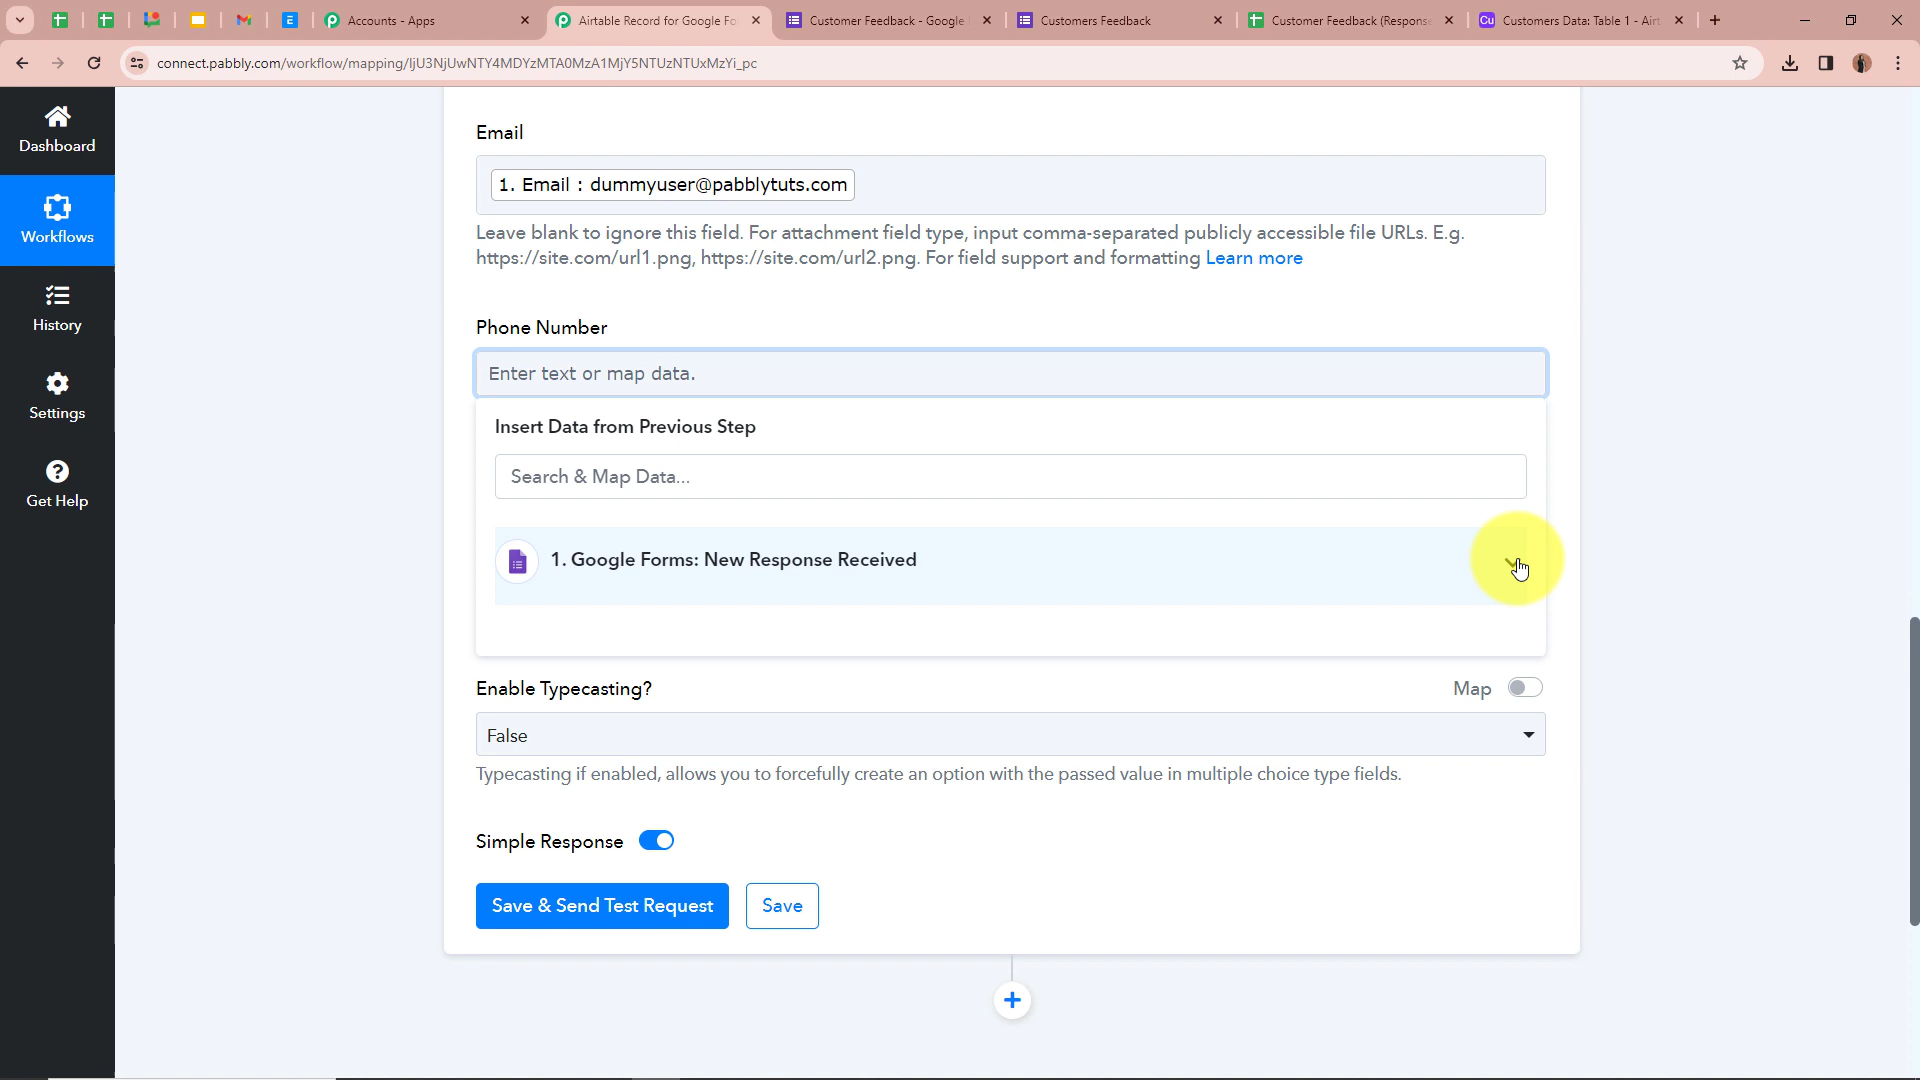 Accounts - Apps
Airtable Record for Google Fo
Customer Feedback - Google
Customers Feedback
Customer Feedback (Respons
Cu
Customers Data: Table 1 - Airt
connect.pabbly.com/workflow/mapping/IjU3NjUwNTY4MDYzMTA0MzA1MjY5NTUzNTUxMzYi_pc
Dashboard
Workflows
History
Settings
Get Help
Email
1. Email : dummyuser@pabblytuts.com
Leave blank to ignore this field. For attachment field type, input comma-separated publicly accessible file URLs. E.g.
https://site.com/url1.png, https://site.com/url2.png. For field support and formatting Learn more
Phone Number
Enter text or map data.
Insert Data from Previous Step
Search & Map Data...
1. Google Forms: New Response Received
Enable Typecasting?
Map
False
Typecasting if enabled, allows you to forcefully create an option with the passed value in multiple choice type fields.
Simple Response
Save & Send Test Request
Save